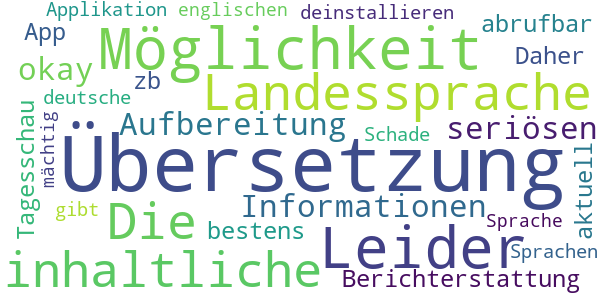 Applikation englischen deinstallieren
App Möglichkeit abrufbar
okay zb Landessprache Daher
deutsche Aufbereitung Schade seriösen
Tagesschau mächtig Übersetzung aktuell
gibt Die Informationen Sprache
bestens Leider Sprachen
inhaltliche Berichterstattung